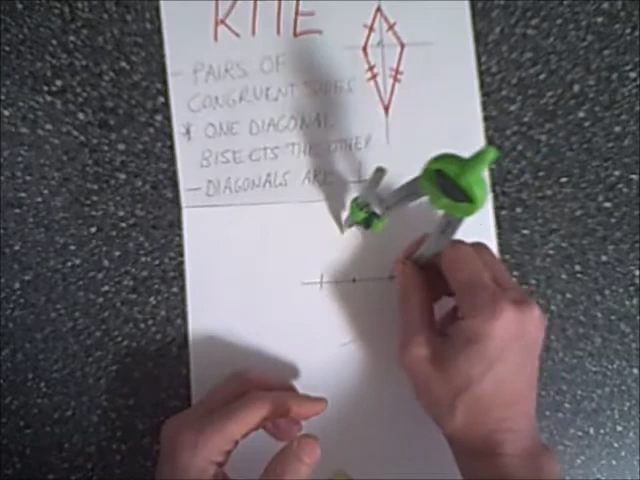 KITE
- PAIRS OF
CONGRUENT SIDES
* ONE DIAGONAL
BISECTS THE OTHER
- DIAGONALS ARE